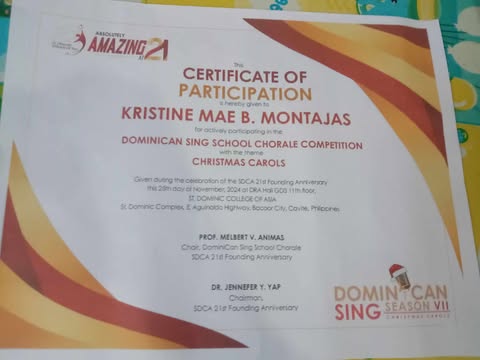 ABSOLUTELY
AMAZING AT 21
This
CERTIFICATE OF
PARTICIPATION
is hereby given to
KRISTINE MAE B. MONTAJAS
for actively participating in the
DOMINICAN SING SCHOOL CHORALE COMPETITION
with the theme
CHRISTMAS CAROLS
Given during the celebration of the SDCA 21st Founding Anniversary
this 28th day of November, 2024 at DRA Hall GD3 11th floor,
ST. DOMINIC COLLEGE OF ASIA
St. Dominic Complex, E. Aguinaldo Highway, Bacoor City, Cavite, Philippines
PROF. MELBERT V. ANIMAS
Chair, DominiCan Sing School Chorale
SDCA 21st Founding Anniversary
DR. JENNEFER Y. YAP
Chairman,
SDCA 21st Founding Anniversary
DOMINICAN
SING SEASON VII
CHRISTMAS CAROLS